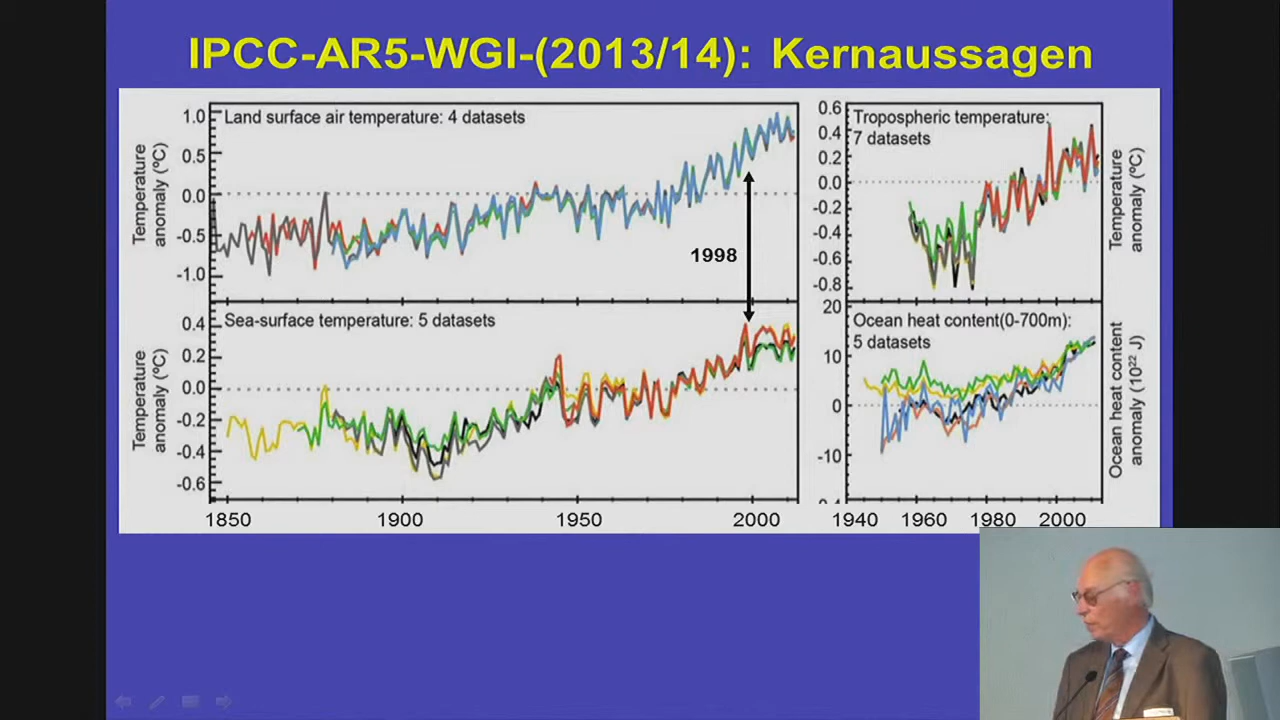 IPCC-AR5-WGI-(2013/14): Kernaussagen
Land surface air temperature: 4 datasets
Temperature
anomaly (ºC)
1.0
0.5
0.0
-0.5
-1.0
1998
Tropospheric temperature:
7 datasets
0.6
0.4
0.2
0.0
-0.2
-0.4
-0.6
-0.8
Temperature
anomaly (ºC)
Sea-surface temperature: 5 datasets
Temperature
anomaly (ºC)
0.4
0.2
0.0
-0.2
-0.4
-0.6
1850 1900 1950 2000
Ocean heat content(0-700m):
5 datasets
20
10
0
-10
Ocean heat content
anomaly (10²² J)
1940 1960 1980 2000